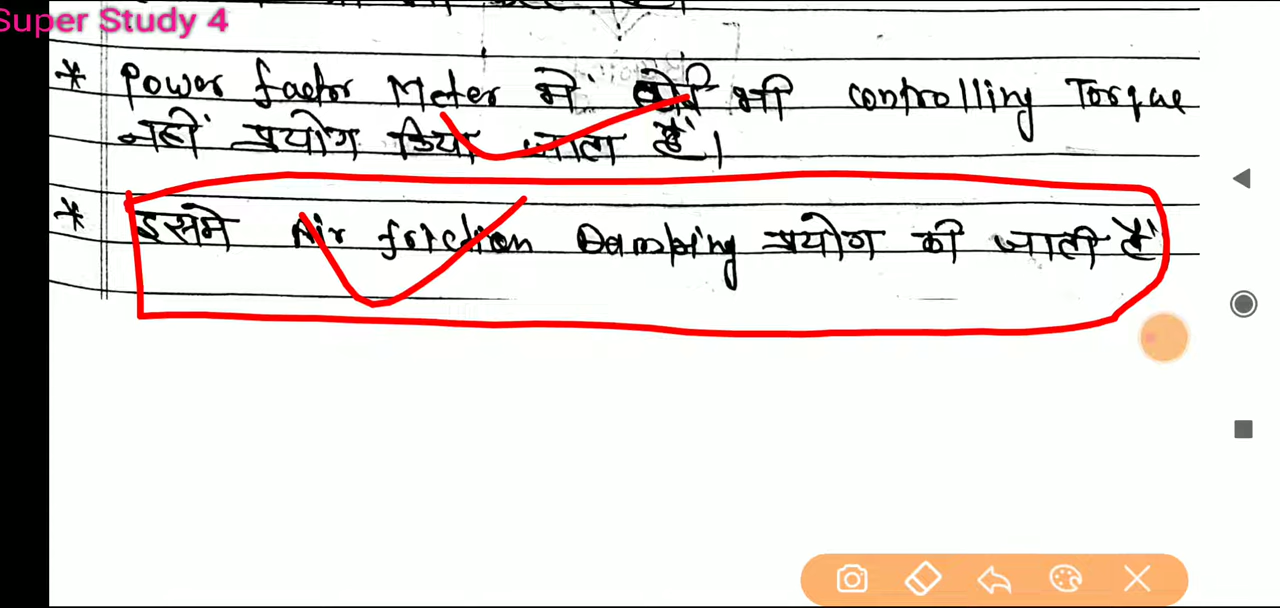 Super Study 4
* Power factor Meter में कोई भी controlling Torque
नहीं प्रयोग किया जाता हैं।
* इसमे Air friction Damping प्रयोग की जाती हैं